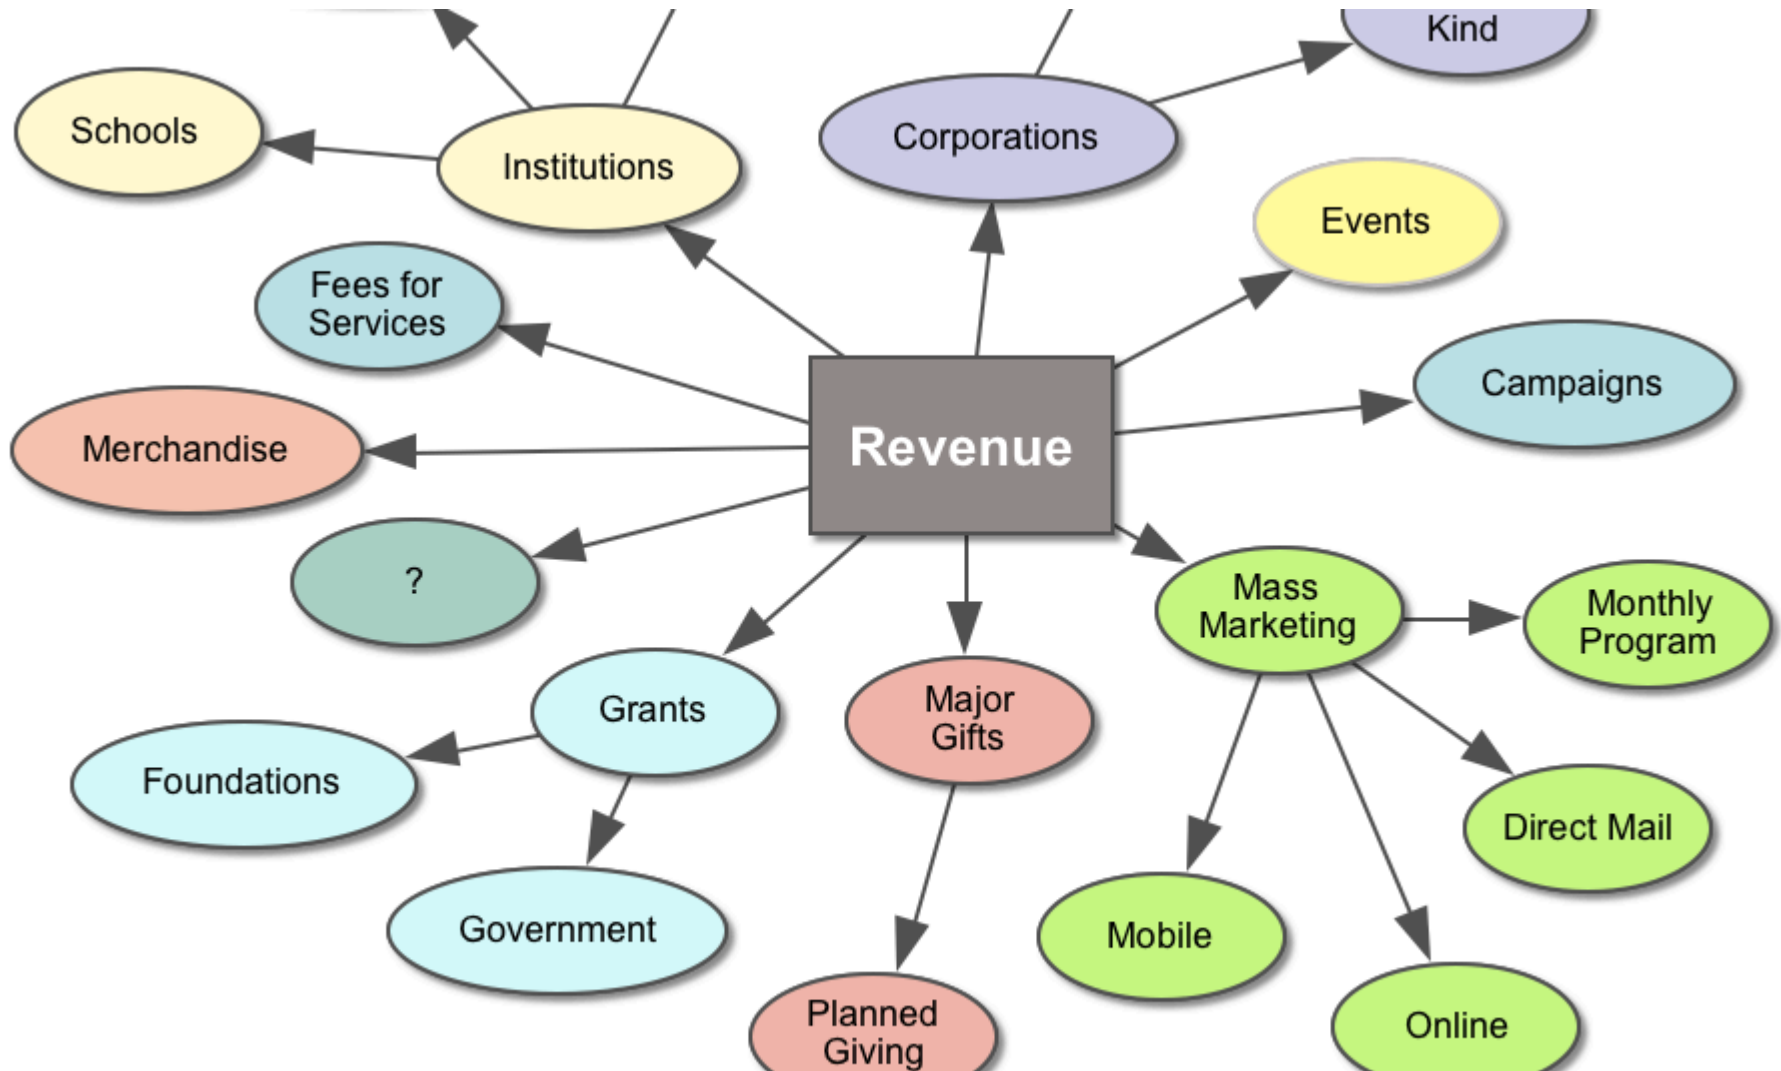 Kind
Schools
Institutions
Corporations
Events
Fees for
Services
Campaigns
Merchandise
Revenue
?
Mass
Marketing
Monthly
Program
Grants
Major
Gifts
Foundations
Direct Mail
Government
Mobile
Planned
Giving
Online